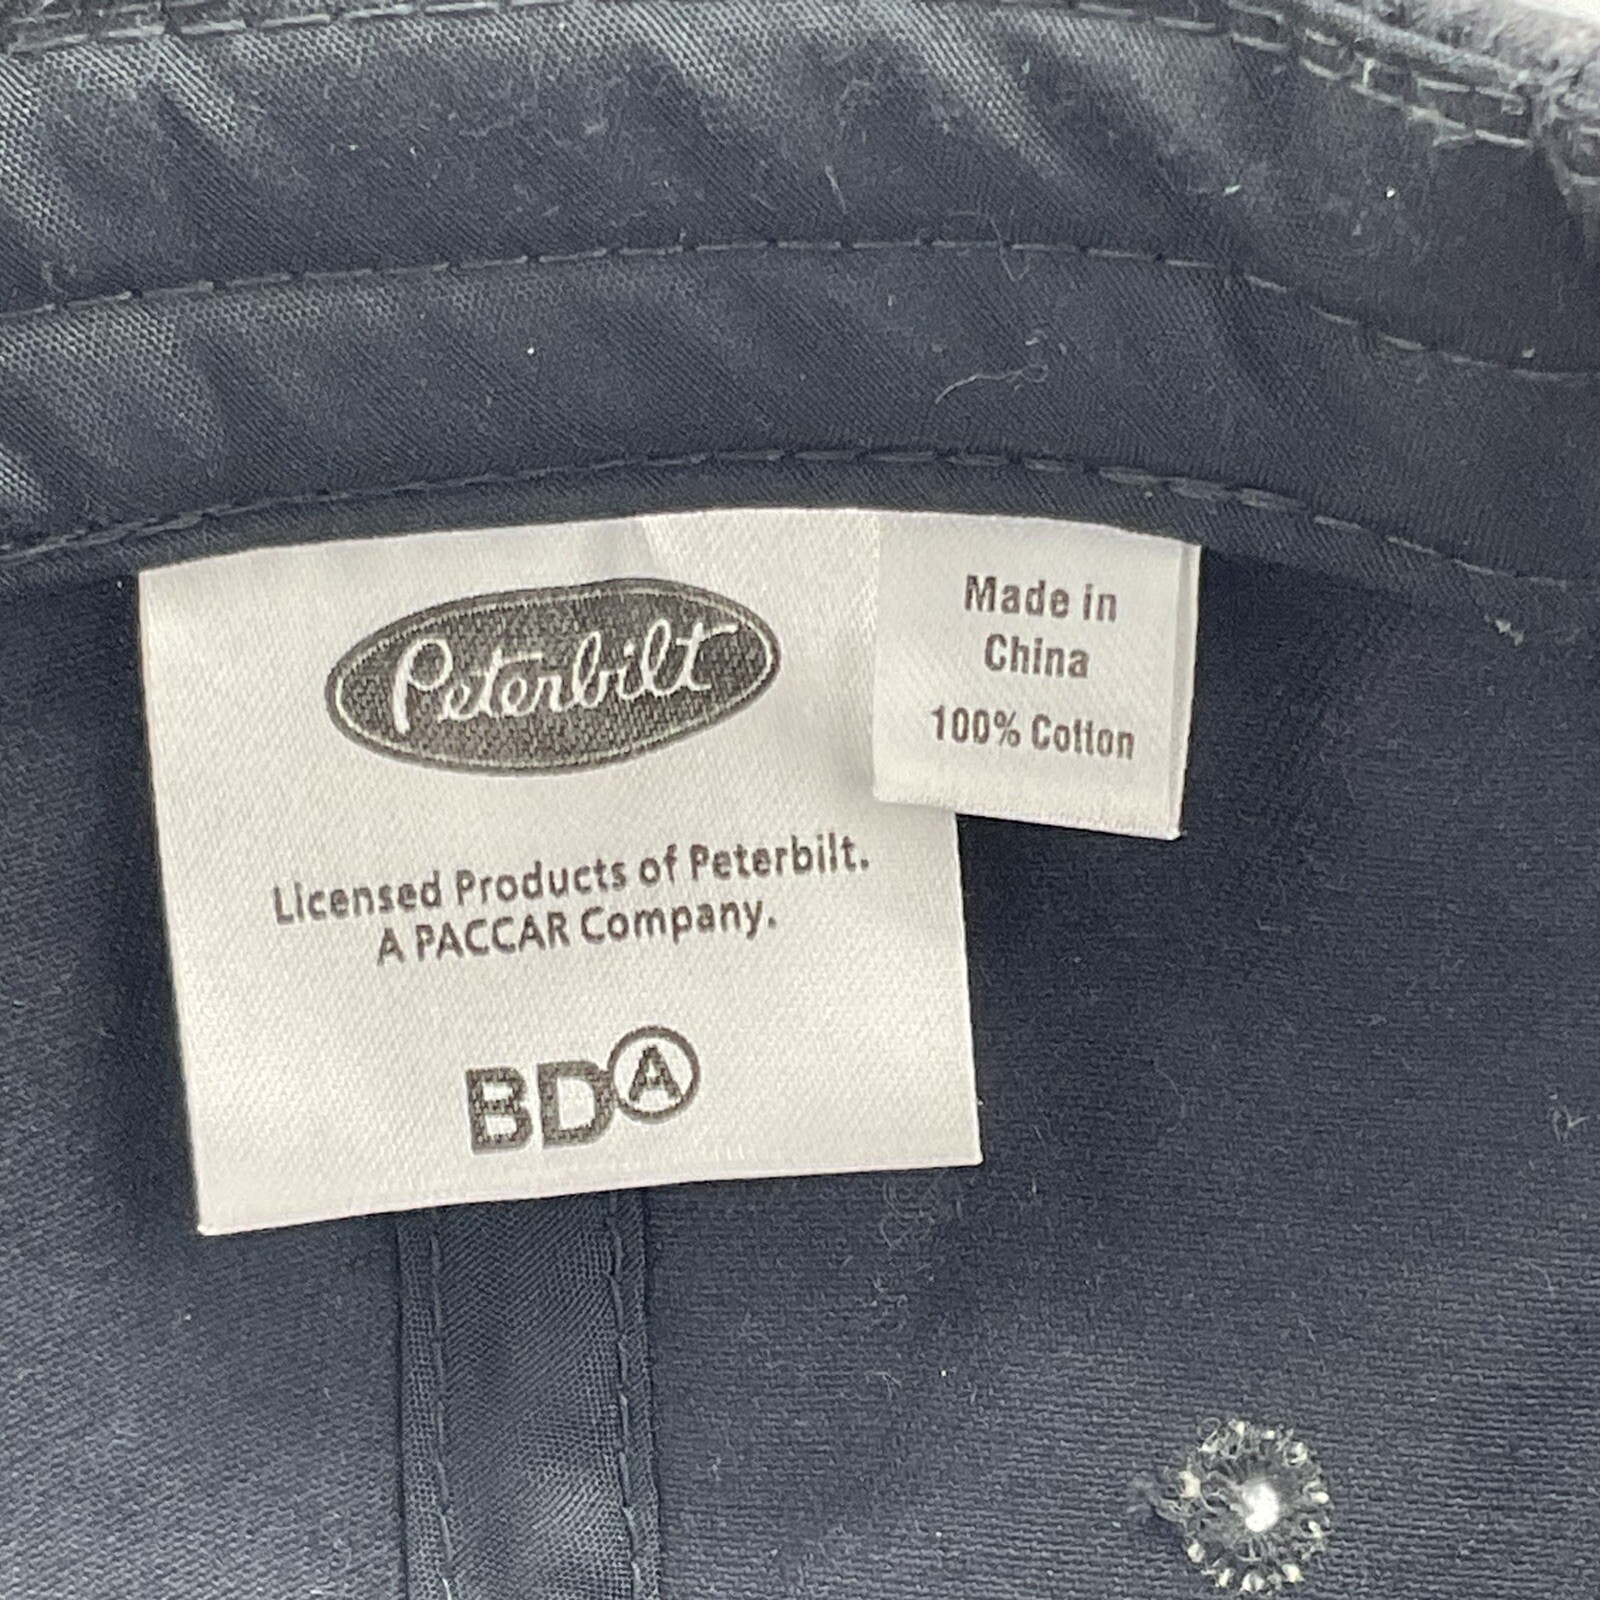 Peterbilt
Licensed Products of Peterbilt.
A PACCAR Company.
BDA
Made in
China
100% Cotton